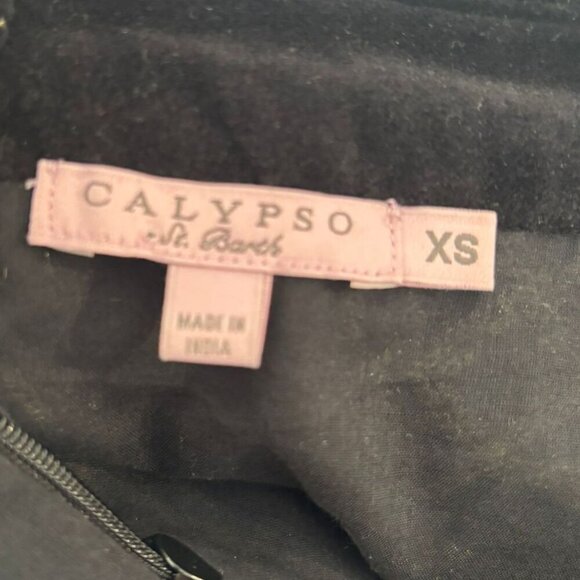 CALYPSO
St. Barth
XS
MADE IN
INDIA